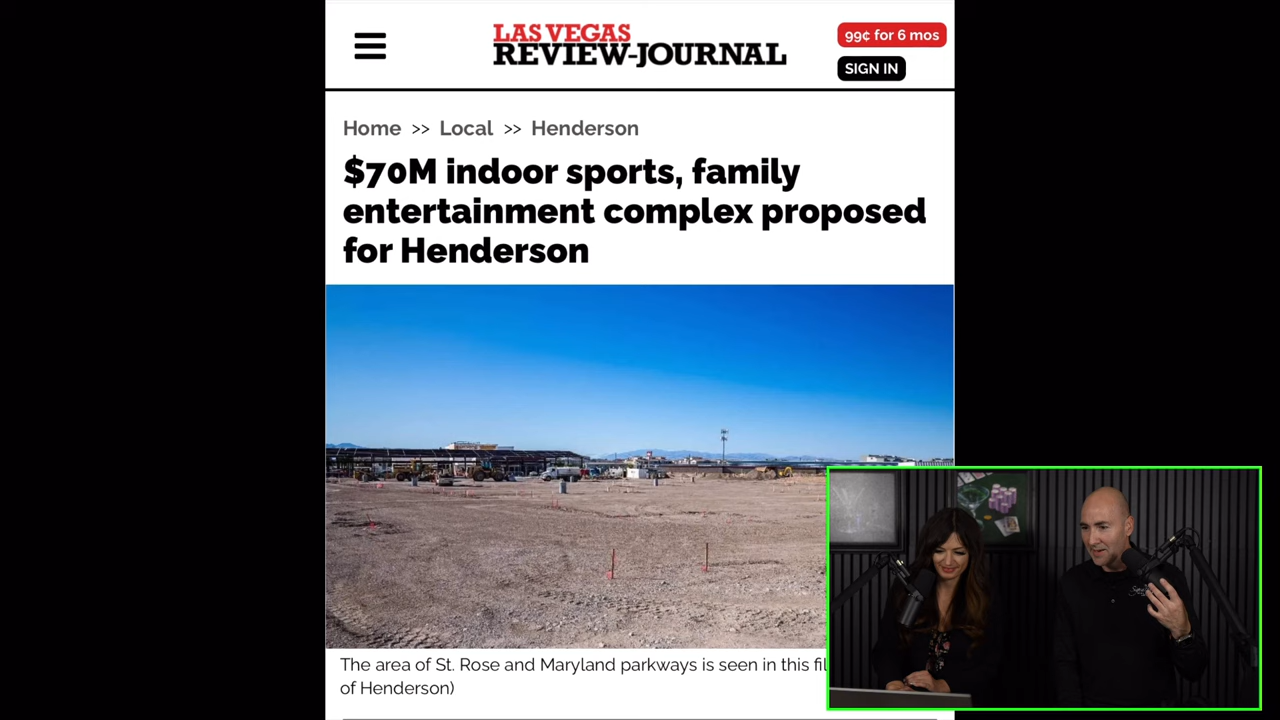 LAS VEGAS
REVIEW-JOURNAL
99¢ for 6 mos
SIGN IN
Home >> Local >> Henderson
$70M indoor sports, family
entertainment complex proposed
for Henderson
The area of St. Rose and Maryland parkways is seen in this
of Henderson)